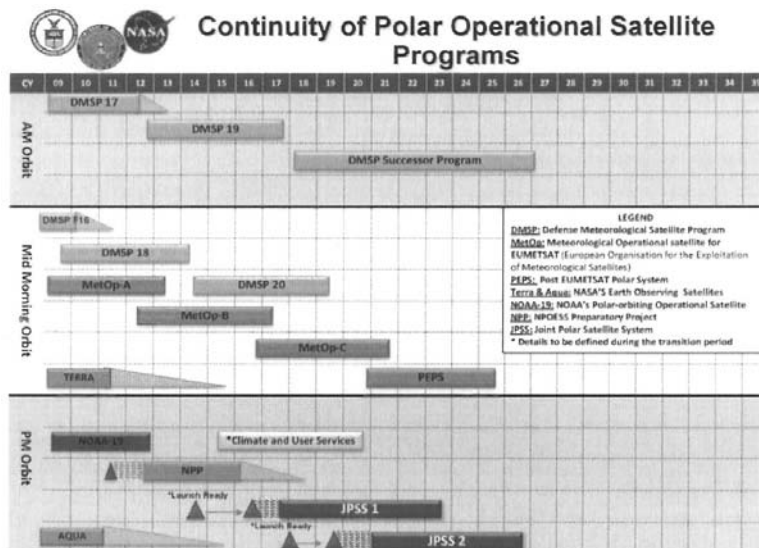 NASA
Continuity of Polar Operational Satellite
Programs
CY 09 10 11 12 13 14 15 16 17 18 19 20 21 22 23 24 25 26 27 28 29 30 31 32 33 34 35
AM Orbit
DMSP 17
DMSP 19
DMSP Successor Program
Mid Morning Orbit
DMSP F16
DMSP 18
MetOp-A
DMSP 20
MetOp-B
MetOp-C
TERRA
PEPS
LEGEND
DMSP: Defense Meteorological Satellite Program
MetOp: Meteorological Operational satellite for
EUMETSAT (European Organisation for the Exploitation
of Meteorological Satellites)
PEPS: Post EUMETSAT Polar System
Terra & Aqua: NASA'S Earth Observing Satellites
NOAA-19: NOAA's Polar-orbiting Operational Satellite
NPP: NPOESS Preparatory Project
JPSS: Joint Polar Satellite System
* Details to be defined during the transition period
PM Orbit
NOAA-19
*Climate and User Services
NPP
*Launch Ready
JPSS 1
*Launch Ready
AQUA
JPSS 2